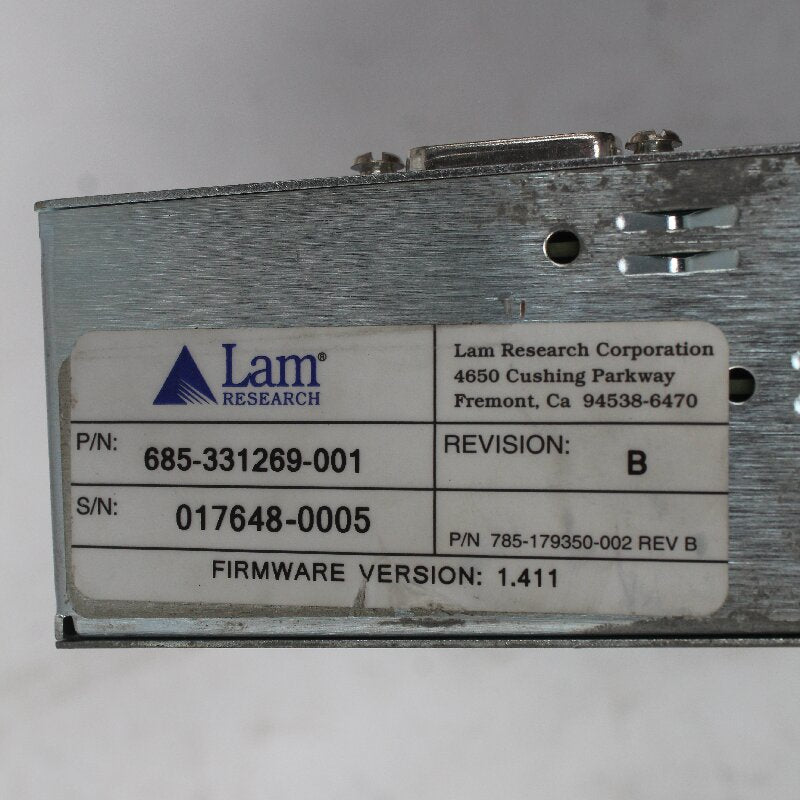 Lam®
RESEARCH
Lam Research Corporation
4650 Cushing Parkway
Fremont, Ca 94538-6470
P/N: 685-331269-001
REVISION: B
S/N: 017648-0005
P/N 785-179350-002 REV B
FIRMWARE VERSION: 1.411